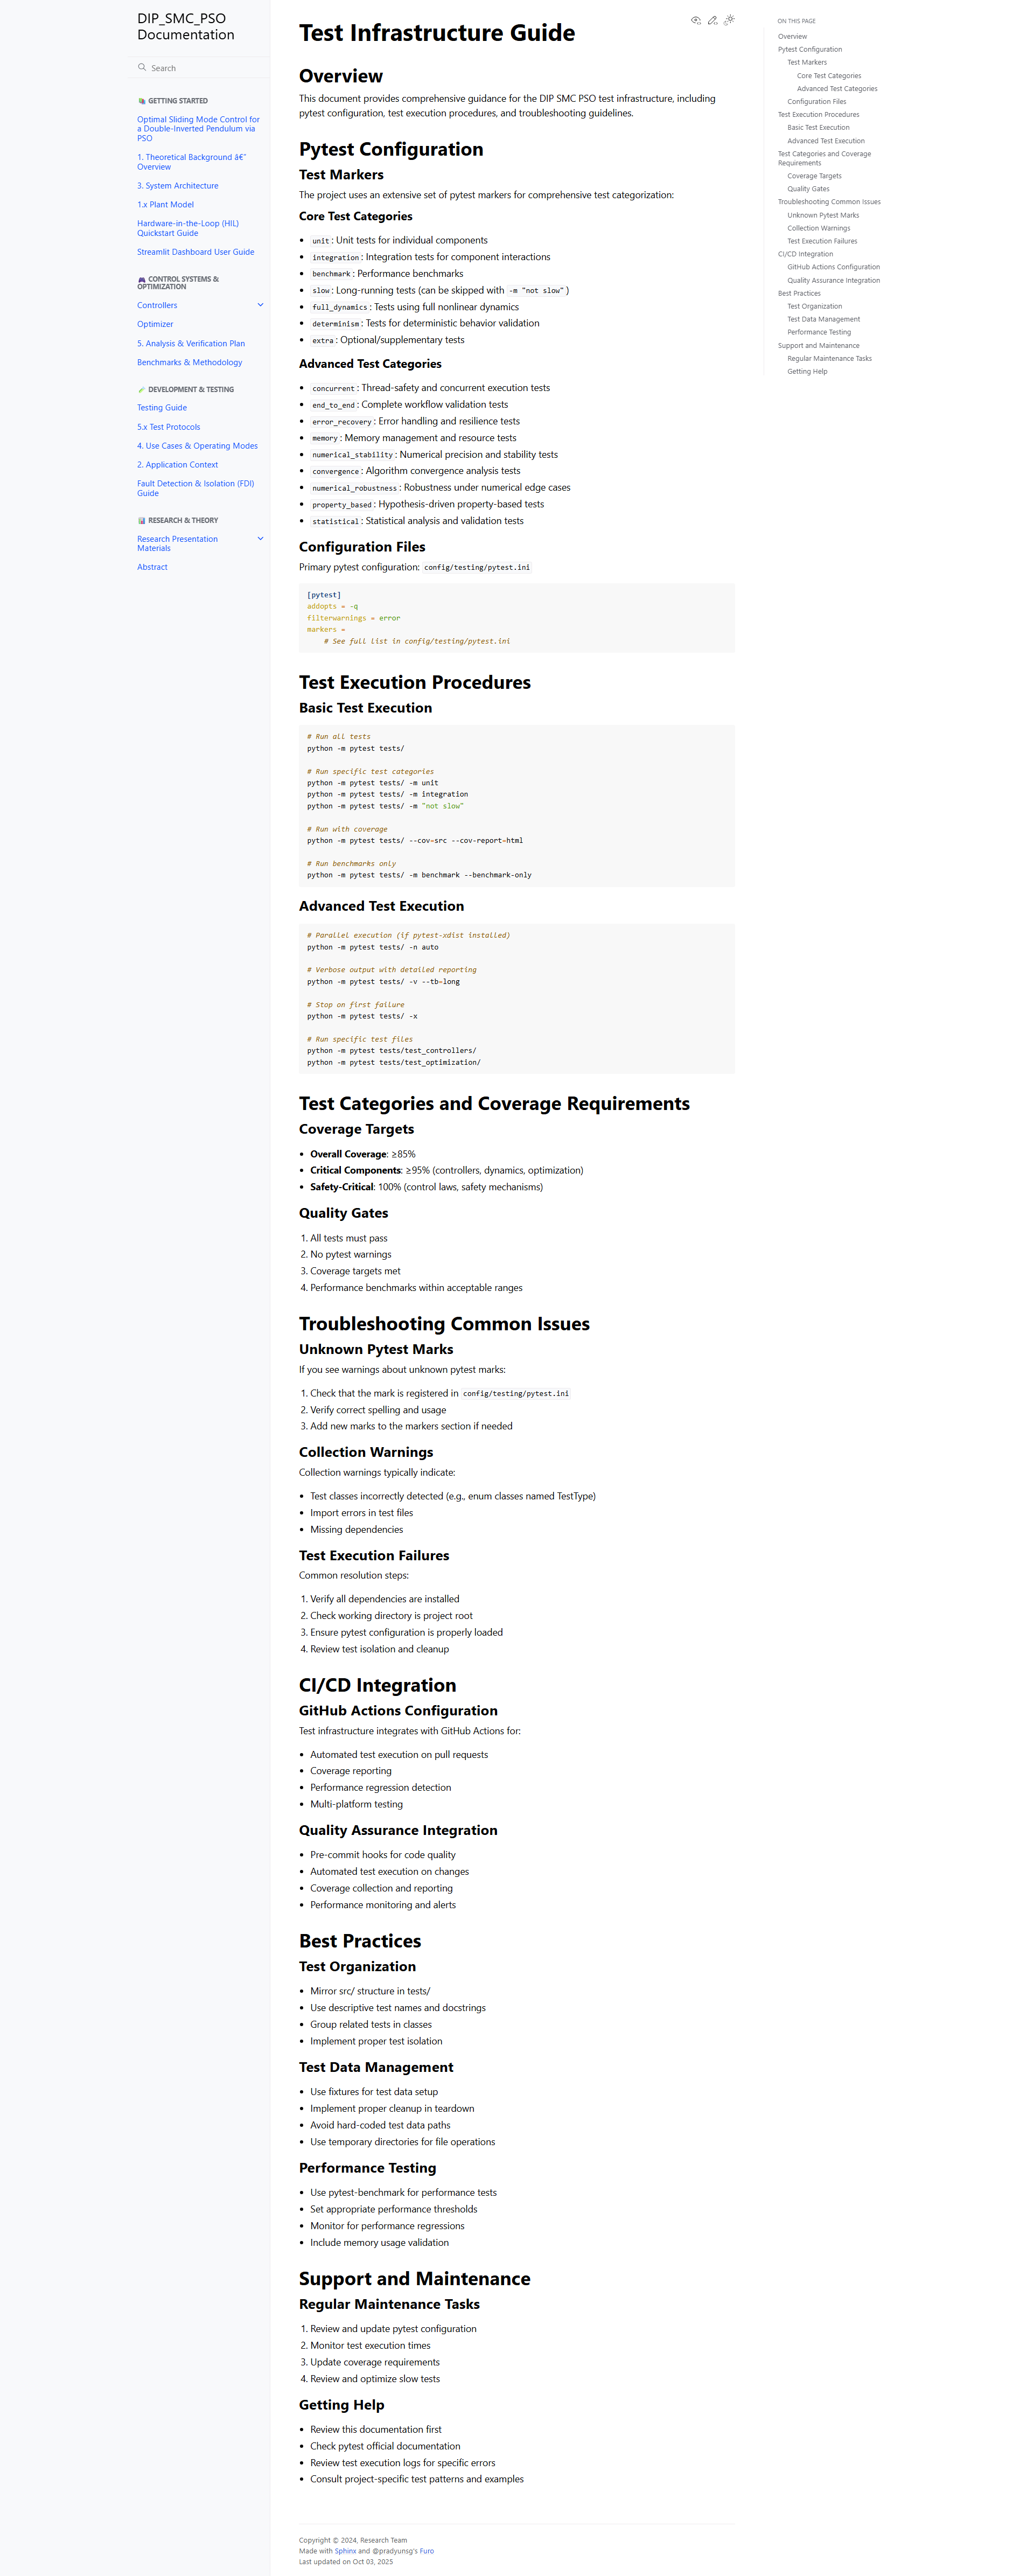 DIP_SMC_PSO
Documentation
Search
GETTING STARTED
Optimal Sliding Mode Control for
a Double-Inverted Pendulum via
PSO
1. Theoretical Background â€"
Overview
3. System Architecture
1.x Plant Model
Hardware-in-the-Loop (HIL)
Quickstart Guide
Streamlit Dashboard User Guide
CONTROL SYSTEMS &
OPTIMIZATION
Controllers
Optimizer
5. Analysis & Verification Plan
Benchmarks & Methodology
DEVELOPMENT & TESTING
Testing Guide
5.x Test Protocols
4. Use Cases & Operating Modes
2. Application Context
Fault Detection & Isolation (FDI)
Guide
RESEARCH & THEORY
Research Presentation
Materials
Abstract
Test Infrastructure Guide
Overview
This document provides comprehensive guidance for the DIP SMC PSO test infrastructure, including
pytest configuration, test execution procedures, and troubleshooting guidelines.
Pytest Configuration
Test Markers
The project uses an extensive set of pytest markers for comprehensive test categorization:
Core Test Categories
• unit: Unit tests for individual components
• integration: Integration tests for component interactions
• benchmark: Performance benchmarks
• slow: Long-running tests (can be skipped with -m "not slow")
• full_dynamics: Tests using full nonlinear dynamics
• determinism: Tests for deterministic behavior validation
• extra: Optional/supplementary tests
Advanced Test Categories
• concurrent: Thread-safety and concurrent execution tests
• end_to_end: Complete workflow validation tests
• error_recovery: Error handling and resilience tests
• memory: Memory management and resource tests
• numerical_stability: Numerical precision and stability tests
• convergence: Algorithm convergence analysis tests
• numerical_robustness: Robustness under numerical edge cases
• property_based: Hypothesis-driven property-based tests
• statistical: Statistical analysis and validation tests
Configuration Files
Primary pytest configuration: config/testing/pytest.ini
[pytest]
addopts = -q
filterwarnings = error
markers =
# See full list in config/testing/pytest.ini
Test Execution Procedures
Basic Test Execution
# Run all tests
python -m pytest tests/
# Run specific test categories
python -m pytest tests/ -m unit
python -m pytest tests/ -m integration
python -m pytest tests/ -m "not slow"
# Run with coverage
python -m pytest tests/ --cov=src --cov-report=html
# Run benchmarks only
python -m pytest tests/ -m benchmark --benchmark-only
Advanced Test Execution
# Parallel execution (if pytest-xdist installed)
python -m pytest tests/ -n auto
# Verbose output with detailed reporting
python -m pytest tests/ -v --tb=long
# Stop on first failure
python -m pytest tests/ -x
# Run specific test files
python -m pytest tests/test_controllers/
python -m pytest tests/test_optimization/
Test Categories and Coverage Requirements
Coverage Targets
• Overall Coverage: ≥85%
• Critical Components: ≥95% (controllers, dynamics, optimization)
• Safety-Critical: 100% (control laws, safety mechanisms)
Quality Gates
1. All tests must pass
2. No pytest warnings
3. Coverage targets met
4. Performance benchmarks within acceptable ranges
Troubleshooting Common Issues
Unknown Pytest Marks
If you see warnings about unknown pytest marks:
1. Check that the mark is registered in config/testing/pytest.ini
2. Verify correct spelling and usage
3. Add new marks to the markers section if needed
Collection Warnings
Collection warnings typically indicate:
• Test classes incorrectly detected (e.g., enum classes named TestType)
• Import errors in test files
• Missing dependencies
Test Execution Failures
Common resolution steps:
1. Verify all dependencies are installed
2. Check working directory is project root
3. Ensure pytest configuration is properly loaded
4. Review test isolation and cleanup
CI/CD Integration
GitHub Actions Configuration
Test infrastructure integrates with GitHub Actions for:
• Automated test execution on pull requests
• Coverage reporting
• Performance regression detection
• Multi-platform testing
Quality Assurance Integration
• Pre-commit hooks for code quality
• Automated test execution on changes
• Coverage collection and reporting
• Performance monitoring and alerts
Best Practices
Test Organization
• Mirror src/ structure in tests/
• Use descriptive test names and docstrings
• Group related tests in classes
• Implement proper test isolation
Test Data Management
• Use fixtures for test data setup
• Implement proper cleanup in teardown
• Avoid hard-coded test data paths
• Use temporary directories for file operations
Performance Testing
• Use pytest-benchmark for performance tests
• Set appropriate performance thresholds
• Monitor for performance regressions
• Include memory usage validation
Support and Maintenance
Regular Maintenance Tasks
1. Review and update pytest configuration
2. Monitor test execution times
3. Update coverage requirements
4. Review and optimize slow tests
Getting Help
• Review this documentation first
• Check pytest official documentation
• Review test execution logs for specific errors
• Consult project-specific test patterns and examples
Copyright © 2024, Research Team
Made with Sphinx and @pradyunsg's Furo
Last updated on Oct 03, 2025
ON THIS PAGE
Overview
Pytest Configuration
Test Markers
Core Test Categories
Advanced Test Categories
Configuration Files
Test Execution Procedures
Basic Test Execution
Advanced Test Execution
Test Categories and Coverage
Requirements
Coverage Targets
Quality Gates
Troubleshooting Common Issues
Unknown Pytest Marks
Collection Warnings
Test Execution Failures
CI/CD Integration
GitHub Actions Configuration
Quality Assurance Integration
Best Practices
Test Organization
Test Data Management
Performance Testing
Support and Maintenance
Regular Maintenance Tasks
Getting Help